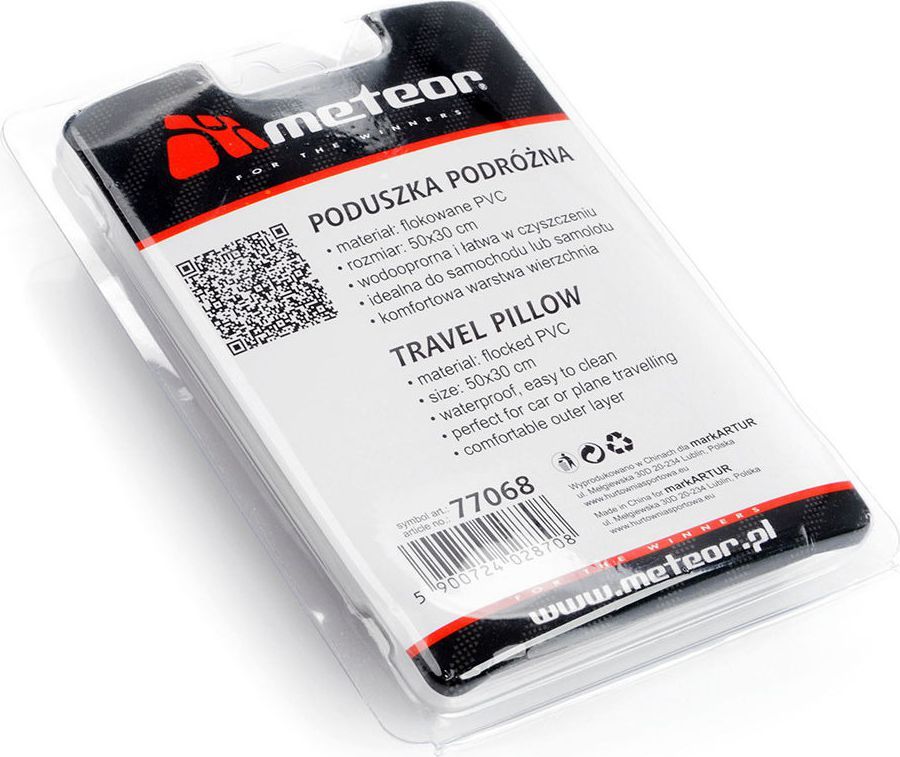 meteor®
FOR THE WINNERS
PODUSZKA PODRÓŻNA
• materiał: flokowane PVC
• rozmiar: 50x30 cm
• wodooprorna i łatwa w czyszczeniu
• idealna do samochodu lub samolotu
• komfortowa warstwa wierzchnia
TRAVEL PILLOW
• material: flocked PVC
• size: 50x30 cm
• waterproof, easy to clean
• perfect for car or plane travelling
• comfortable outer layer
symbol art.:
article no.: 77068
5 900724 028708
Wyprodukowano w Chinach dla markARTUR
ul. Mełgiewska 30D 20-234 Lublin, Polska
www.hurtowniasportowa.eu
Made in China for markARTUR
ul. Mełgiewska 30D 20-234 Lublin, Polska
www.hurtowniasportowa.eu
FOR THE WINNERS
www.meteor.pl